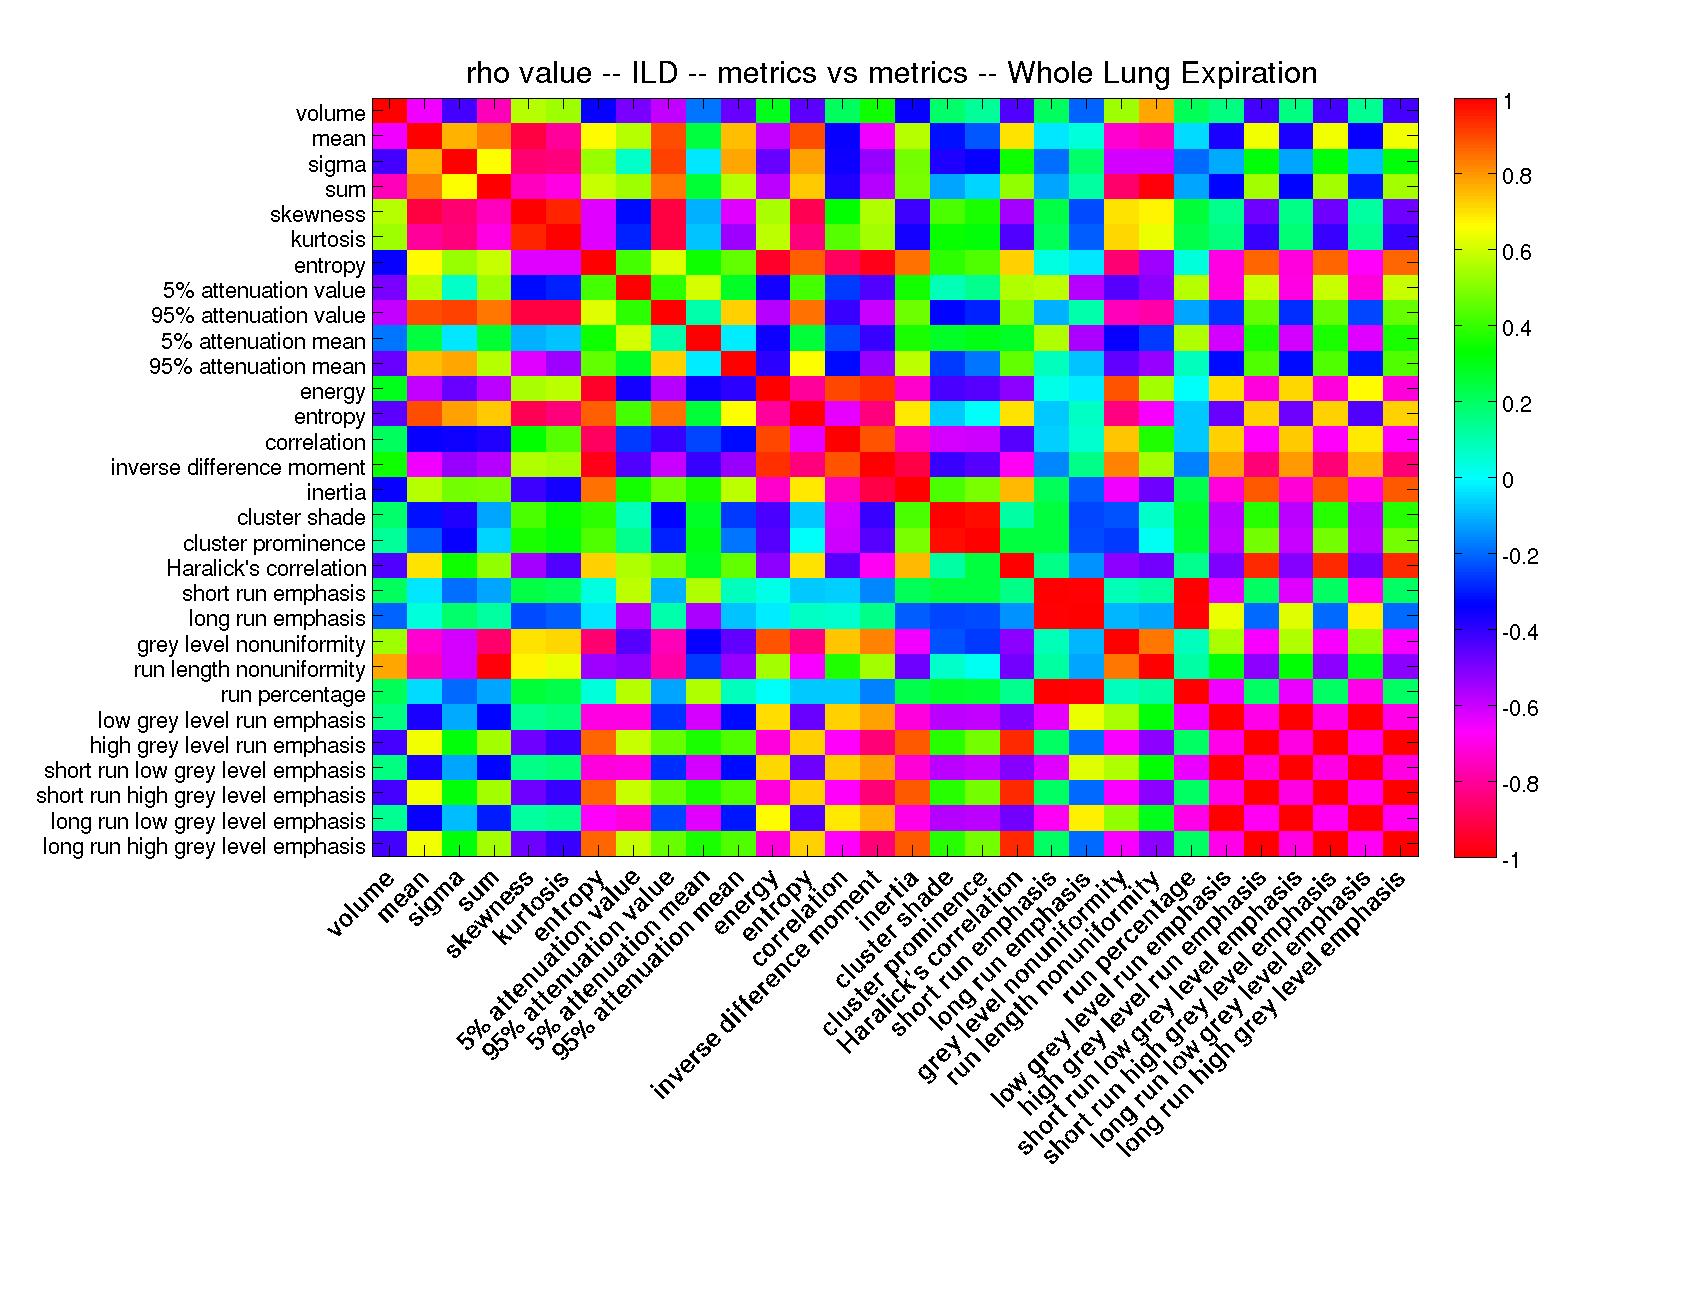 rho value -- ILD -- metrics vs metrics -- Whole Lung Expiration
volume
mean
sigma
sum
skewness
kurtosis
entropy
5% attenuation value
95% attenuation value
5% attenuation mean
95% attenuation mean
energy
entropy
correlation
inverse difference moment
inertia
cluster shade
cluster prominence
Haralick's correlation
short run emphasis
long run emphasis
grey level nonuniformity
run length nonuniformity
run percentage
low grey level run emphasis
high grey level run emphasis
short run low grey level emphasis
short run high grey level emphasis
long run low grey level emphasis
long run high grey level emphasis
volume
mean
sigma
sum
skewness
kurtosis
entropy
5% attenuation value
95% attenuation value
5% attenuation mean
95% attenuation mean
energy
entropy
correlation
inverse difference moment
inertia
cluster shade
cluster prominence
Haralick's correlation
short run emphasis
long run emphasis
grey level nonuniformity
run length nonuniformity
run percentage
low grey level run emphasis
high grey level run emphasis
short run low grey level emphasis
short run high grey level emphasis
long run low grey level emphasis
long run high grey level emphasis
1
0.8
0.6
0.4
0.2
0
-0.2
-0.4
-0.6
-0.8
-1